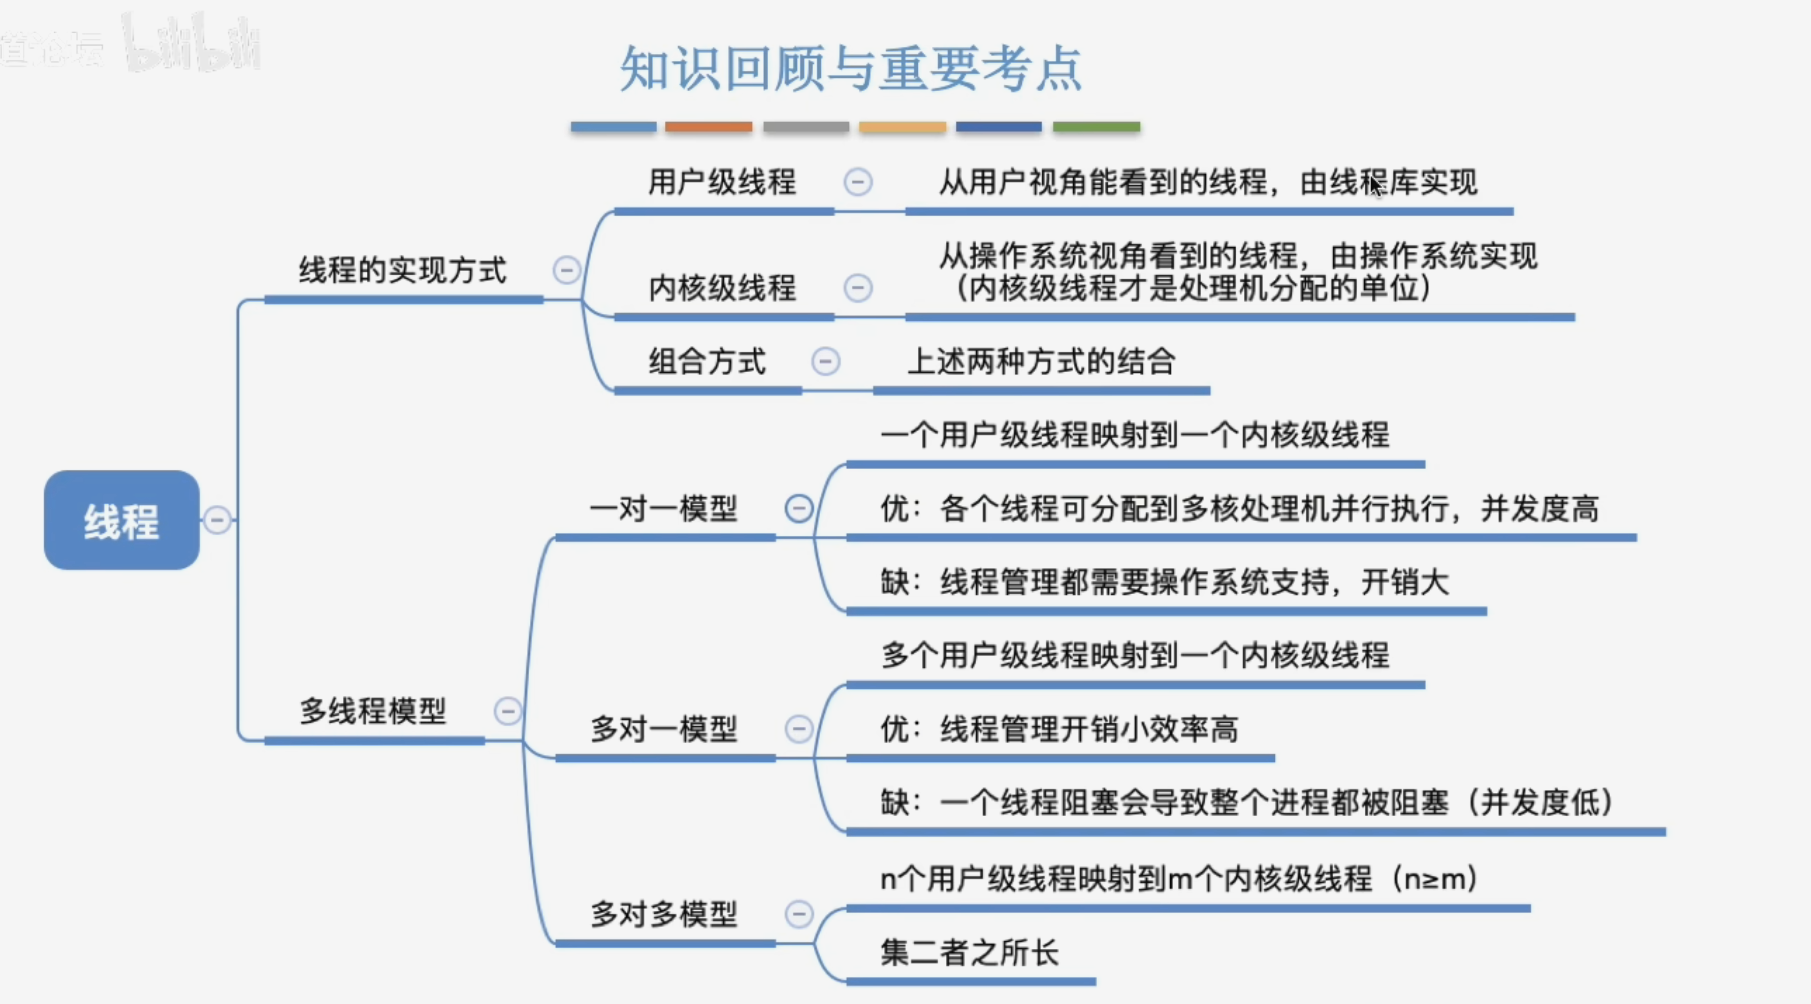 道论坛 bilibili
知识回顾与重要考点
用户级线程
从用户视角能看到的线程，由线程库实现
线程的实现方式
内核级线程
从操作系统视角看到的线程，由操作系统实现
（内核级线程才是处理机分配的单位）
组合方式
上述两种方式的结合
线程
一个用户级线程映射到一个内核级线程
一对一模型
优：各个线程可分配到多核处理机并行执行，并发度高
缺：线程管理都需要操作系统支持，开销大
多线程模型
多个用户级线程映射到一个内核级线程
多对一模型
优：线程管理开销小效率高
缺：一个线程阻塞会导致整个进程都被阻塞（并发度低）
多对多模型
n个用户级线程映射到m个内核级线程（n≥m）
集二者之所长